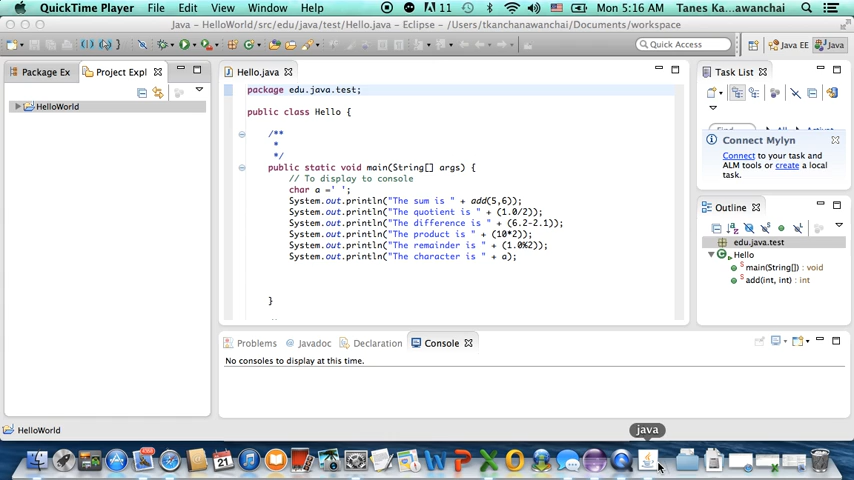 QuickTime Player File Edit View Window Help 11 Mon 5:16 AM Tanes Ka...awanchai
Java - HelloWorld/src/edu/java/test/Hello.java - Eclipse - /Users/tkanchanawanchai/Documents/workspace
Quick Access Java EE Java
Package Ex Project Expl
HelloWorld
Hello.java
package edu.java.test;
public class Hello {
/**
*
*/
public static void main(String[] args) {
// To display to console
char a =' ';
System.out.println("The sum is " + add(5,6));
System.out.println("The quotient is " + (1.0/2));
System.out.println("The difference is " + (6.2-2.1));
System.out.println("The product is " + (10*2));
System.out.println("The remainder is " + (1.0%2));
System.out.println("The character is " + a);
}
Task List
Connect Mylyn
Connect to your task and
ALM tools or create a local
task.
Outline
edu.java.test
Hello
main(String[]) : void
add(int, int) : int
Problems Javadoc Declaration Console
No consoles to display at this time.
HelloWorld
java
21